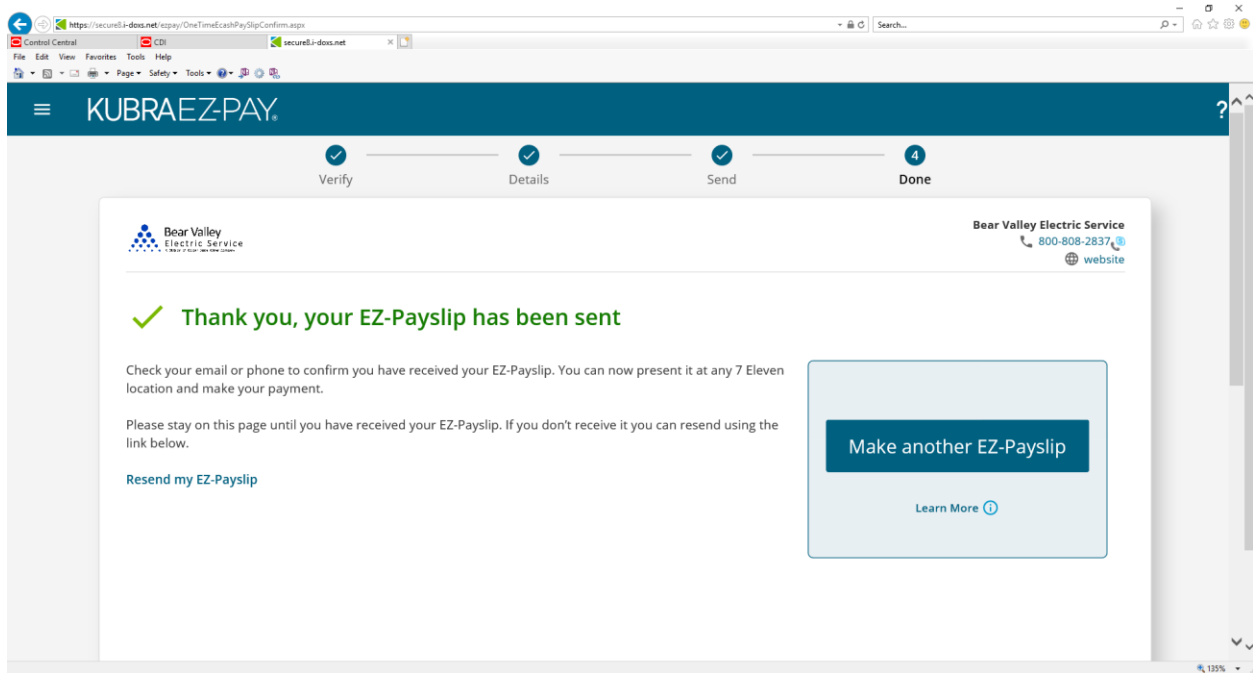 https://secure8.i-doxs.net/ezpay/OneTimeEcashPaySlipConfirm.aspx
Search...
Control Central
CDI
secure8.i-doxs.net
File Edit View Favorites Tools Help
Page Safety Tools
KUBRA EZ-PAY®
?
4
Verify
Details
Send
Done
Bear Valley
Electric Service
Bear Valley Electric Service
800-808-2837
website
Thank you, your EZ-Payslip has been sent
Check your email or phone to confirm you have received your EZ-Payslip. You can now present it at any 7 Eleven
location and make your payment.
Please stay on this page until you have received your EZ-Payslip. If you don't receive it you can resend using the
link below.
Resend my EZ-Payslip
Make another EZ-Payslip
Learn More
135%